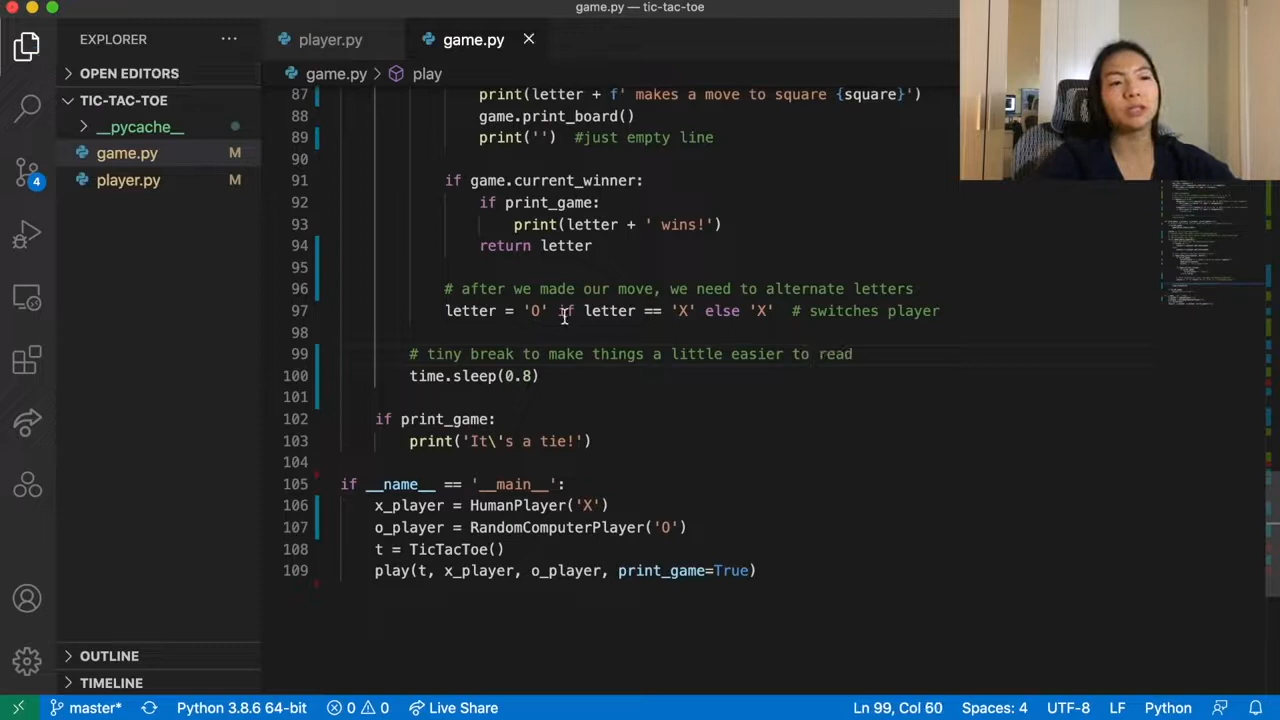 game.py — tic-tac-toe
EXPLORER
player.py
game.py
OPEN EDITORS
game.py
play
TIC-TAC-TOE
__pycache__
game.py M
player.py M
4
OUTLINE
TIMELINE
87 print(letter + f' makes a move to square {square}')
88 game.print_board()
89 print('') #just empty line
90
91 if game.current_winner:
92 if print_game:
93 print(letter + ' wins!')
94 return letter
95
96 # after we made our move, we need to alternate letters
97 letter = 'O' if letter == 'X' else 'X' # switches player
98
99 # tiny break to make things a little easier to read
100 time.sleep(0.8)
101
102 if print_game:
103 print('It\'s a tie!')
104
105 if __name__ == '__main__':
106 x_player = HumanPlayer('X')
107 o_player = RandomComputerPlayer('O')
108 t = TicTacToe()
109 play(t, x_player, o_player, print_game=True)
master* Python 3.8.6 64-bit 0 0 Live Share Ln 99, Col 60 Spaces: 4 UTF-8 LF Python